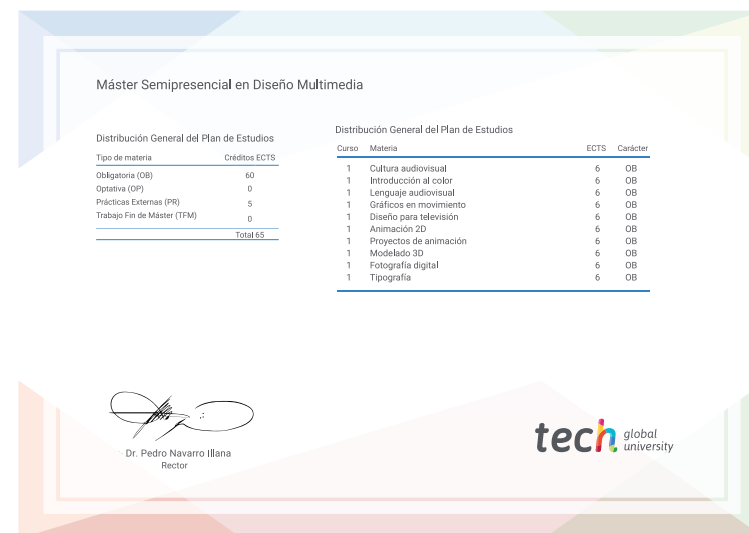 Máster Semipresencial en Diseño Multimedia
Distribución General del Plan de Estudios
Tipo de materia Créditos ECTS
Obligatoria (OB) 60
Optativa (OP) 0
Prácticas Externas (PR) 5
Trabajo Fin de Máster (TFM) 0
Total 65
Distribución General del Plan de Estudios
Curso Materia ECTS Carácter
1 Cultura audiovisual 6 OB
1 Introducción al color 6 OB
1 Lenguaje audiovisual 6 OB
1 Gráficos en movimiento 6 OB
1 Diseño para televisión 6 OB
1 Animación 2D 6 OB
1 Proyectos de animación 6 OB
1 Modelado 3D 6 OB
1 Fotografía digital 6 OB
1 Tipografía 6 OB
Dr. Pedro Navarro Illana
Rector
tech global
university